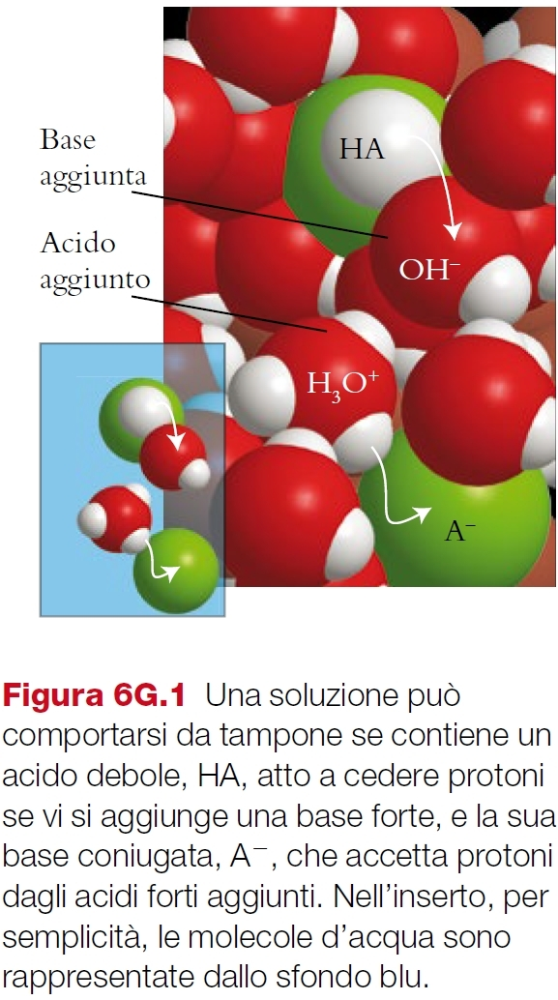 HA
Base
aggiunta
Acido
aggiunto
OH⁻
H₃O⁺
A⁻
Figura 6G.1 Una soluzione può
comportarsi da tampone se contiene un
acido debole, HA, atto a cedere protoni
se vi si aggiunge una base forte, e la sua
base coniugata, A⁻, che accetta protoni
dagli acidi forti aggiunti. Nell’inserto, per
semplicità, le molecole d’acqua sono
rappresentate dallo sfondo blu.